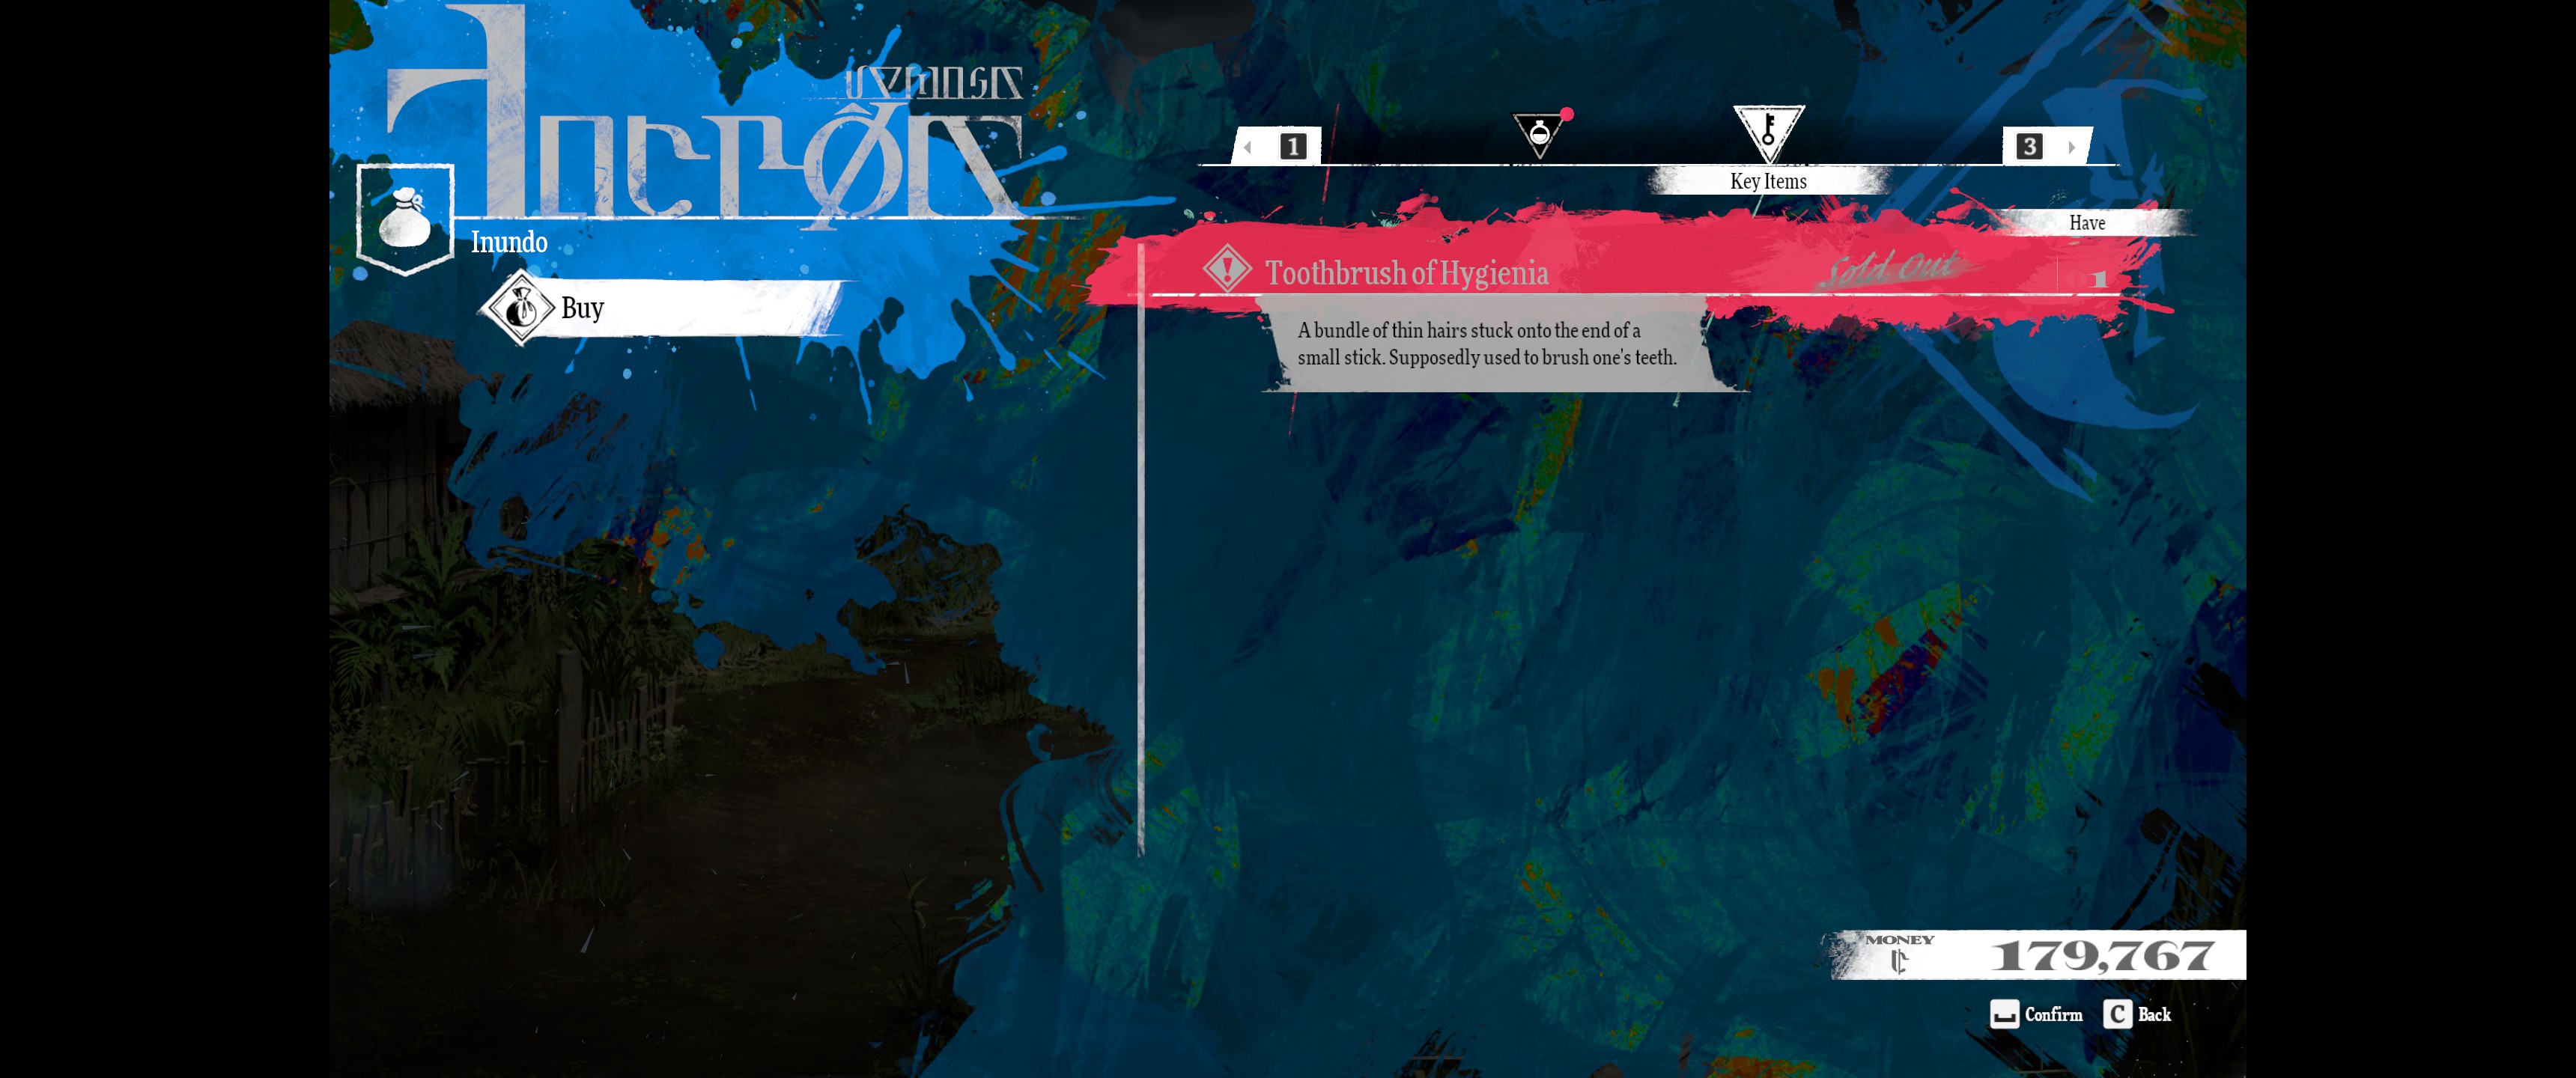 Inundo
Buy
1
3
Key Items
Have
Toothbrush of Hygienia
Sold Out
1
A bundle of thin hairs stuck onto the end of a
small stick. Supposedly used to brush one's teeth.
MONEY
179,767
Confirm
C
Back